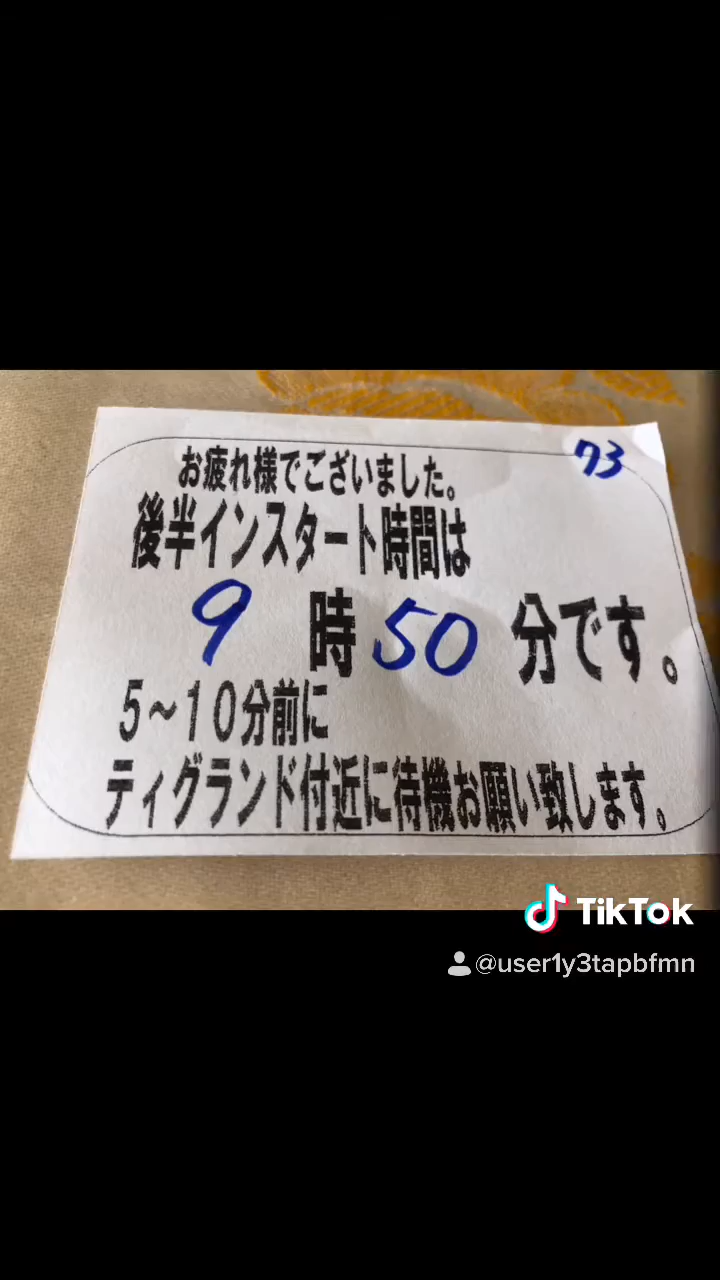 73
お疲れ様でございました。
後半インスタート時間は
9 時 50 分です。
5～10分前に
ティグランド付近に待機お願い致します。
TikTok
@user1y3tapbfmn